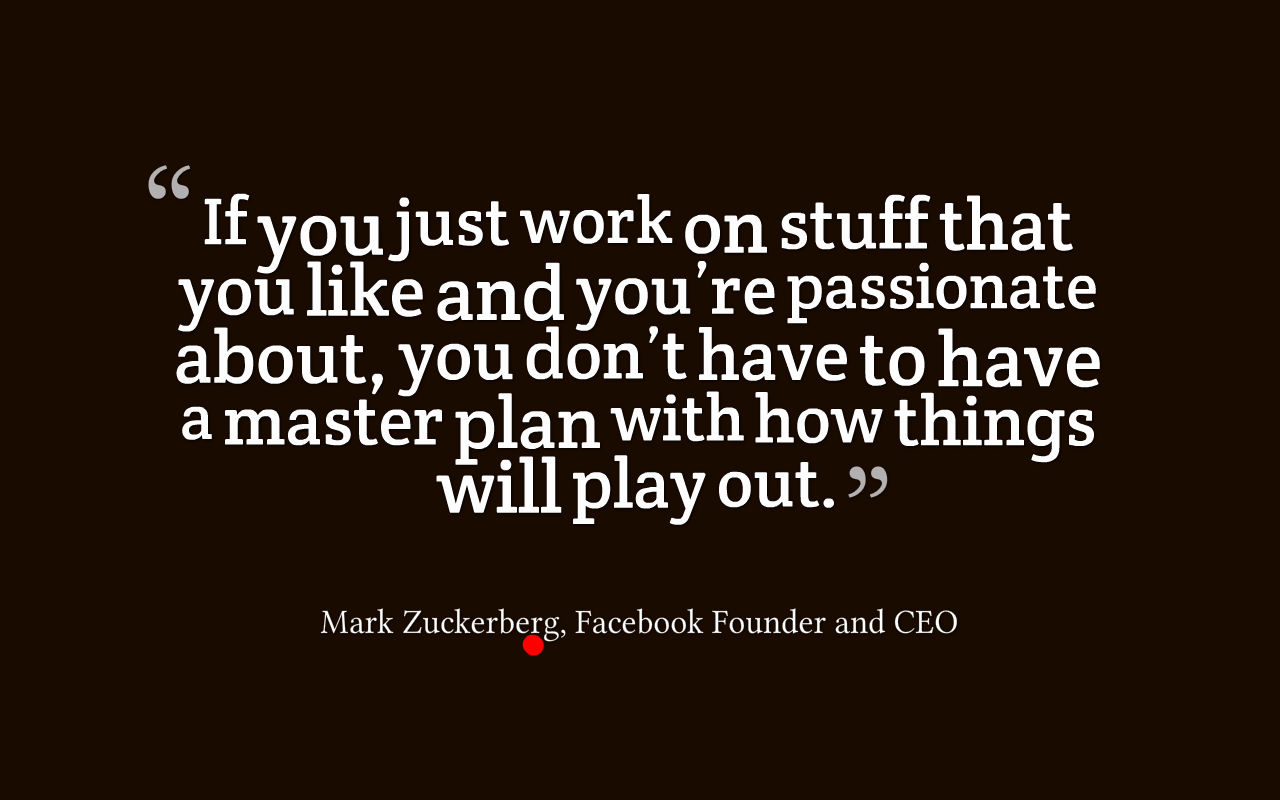 “If you just work on stuff that
you like and you’re passionate
about, you don’t have to have
a master plan with how things
will play out.”
Mark Zuckerberg, Facebook Founder and CEO